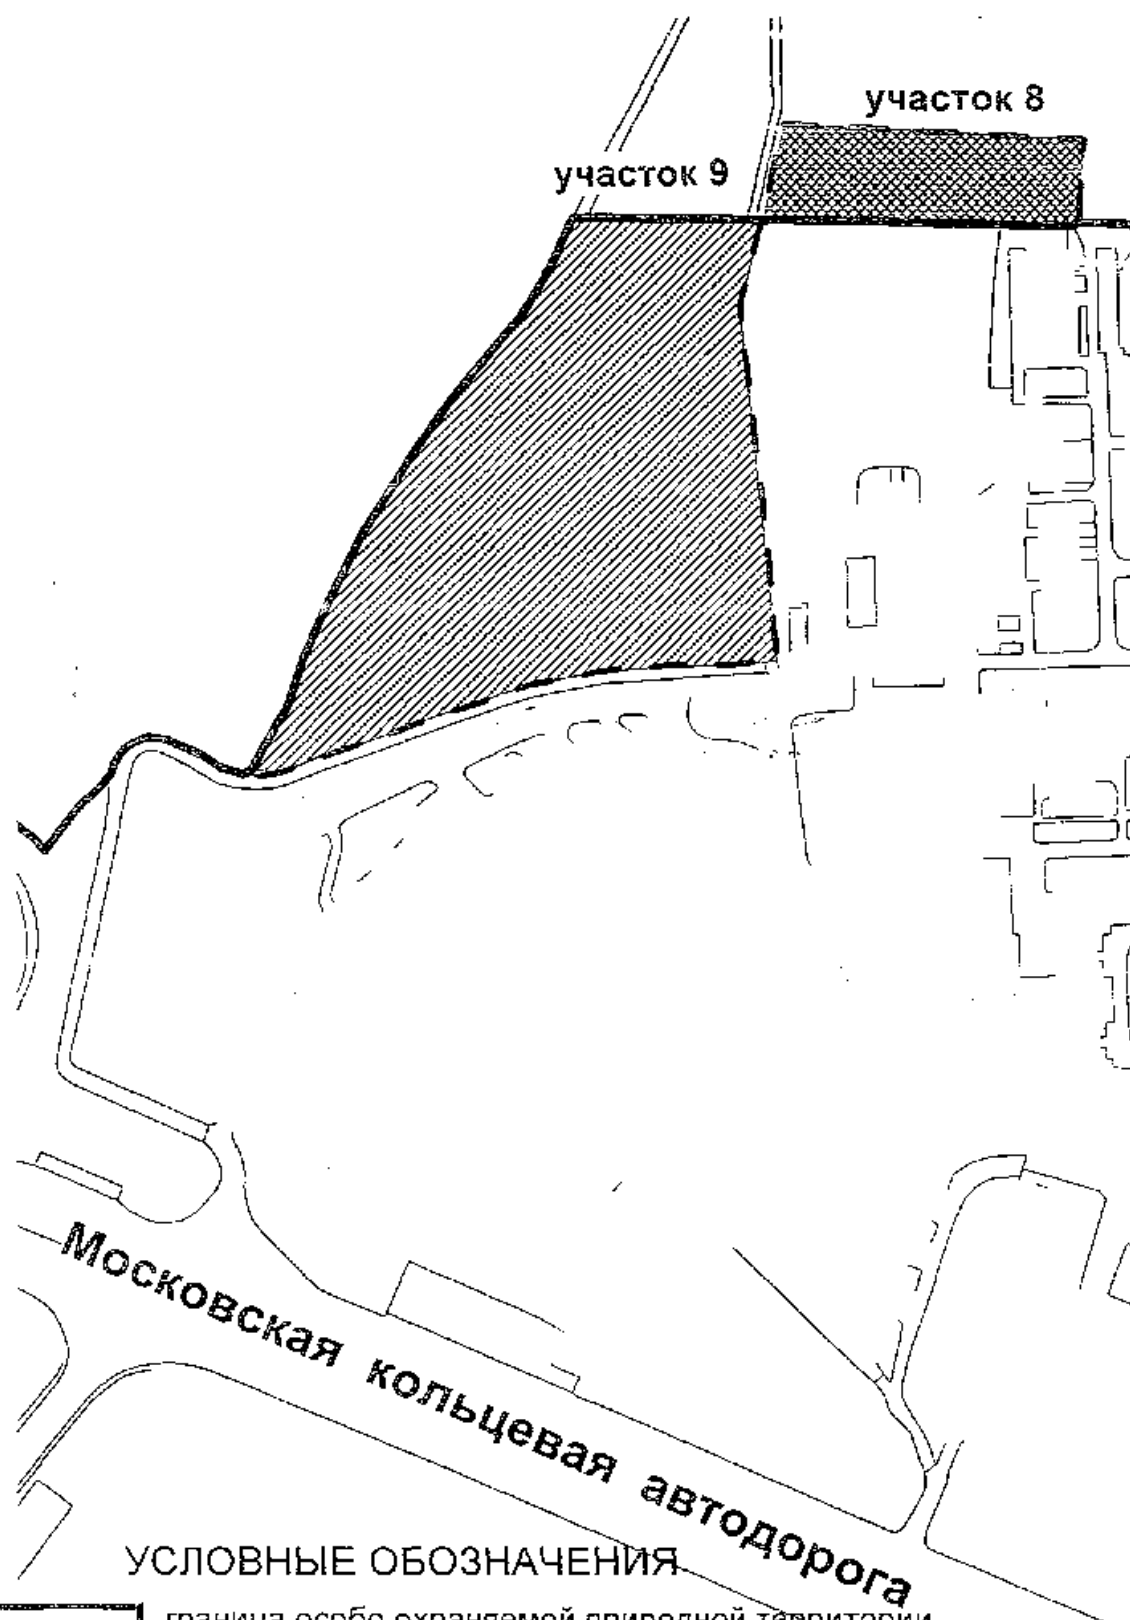 участок 8
участок 9
Московская кольцевая автодорога
УСЛОВНЫЕ ОБОЗНАЧЕНИЯ
граница особо охраняемой природной территории